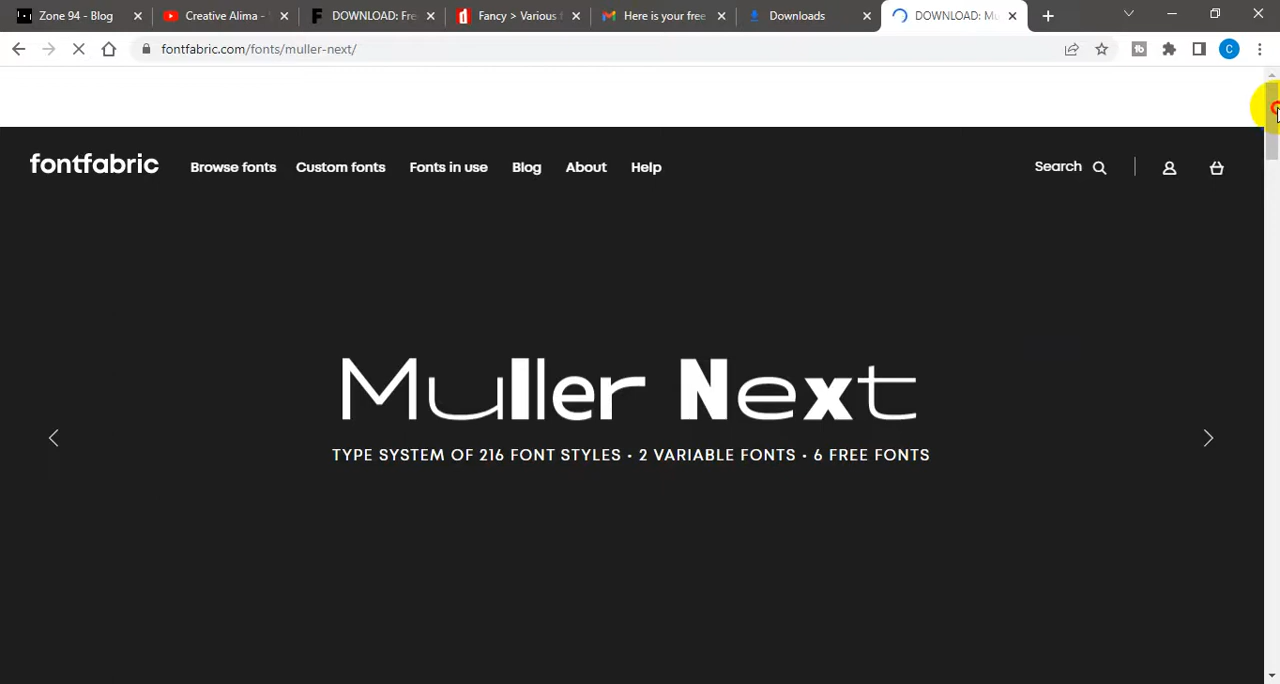 Zone 94 - Blog
Creative Alima -
DOWNLOAD: Fre
Fancy > Various
Here is your free
Downloads
DOWNLOAD: Mu
fontfabric.com/fonts/muller-next/
C
fontfabric
Browse fonts
Custom fonts
Fonts in use
Blog
About
Help
Search
Muller Next
TYPE SYSTEM OF 216 FONT STYLES • 2 VARIABLE FONTS • 6 FREE FONTS